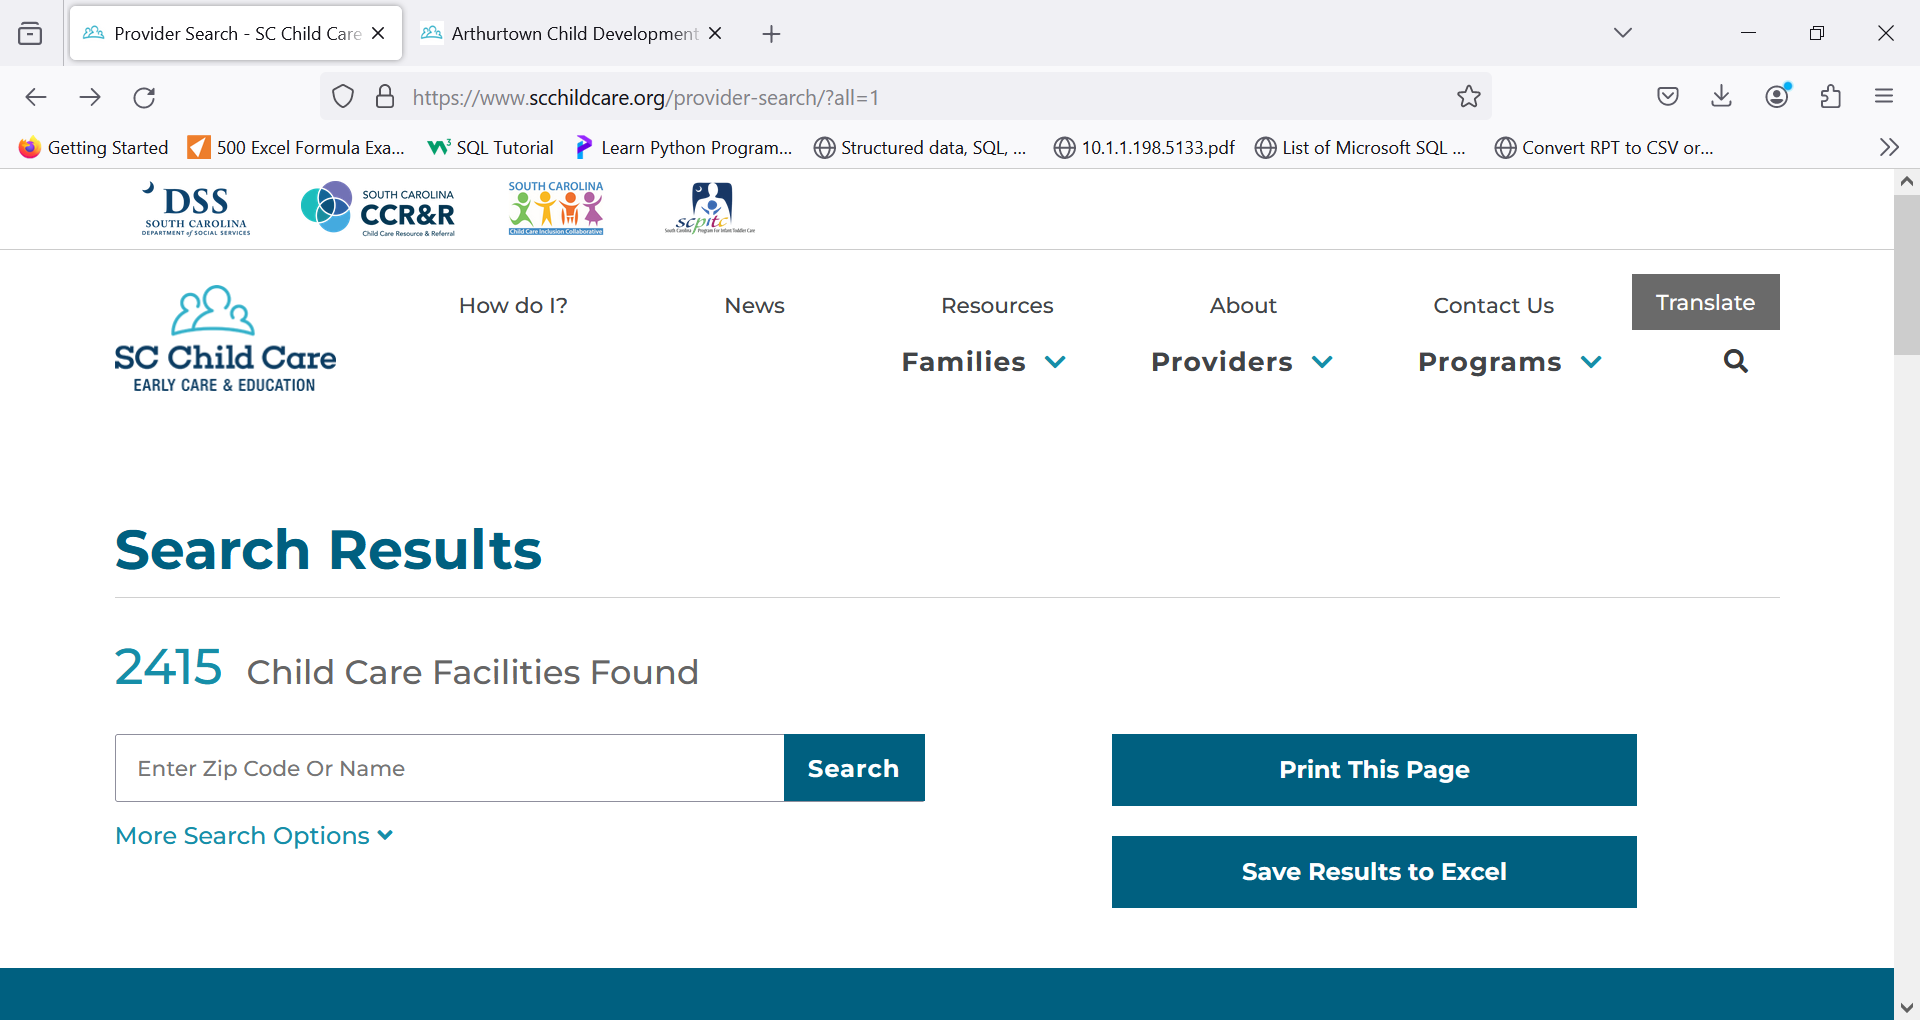 Provider Search - SC Child Care
Arthurtown Child Development
https://www.scchildcare.org/provider-search/?all=1
Getting Started
500 Excel Formula Exa...
W3 SQL Tutorial
Learn Python Program...
Structured data, SQL, ...
10.1.1.198.5133.pdf
List of Microsoft SQL ...
Convert RPT to CSV or...
DSS
SOUTH CAROLINA
DEPARTMENT of SOCIAL SERVICES
SOUTH CAROLINA
CCR&R
Child Care Resource & Referral
SOUTH CAROLINA
Child Care Inclusion Collaborative
scpitc
South Carolina Program For Infant Toddler Care
How do I?
News
Resources
About
Contact Us
Translate
SC Child Care
EARLY CARE & EDUCATION
Families
Providers
Programs
Search Results
2415 Child Care Facilities Found
Enter Zip Code Or Name
Search
Print This Page
More Search Options
Save Results to Excel